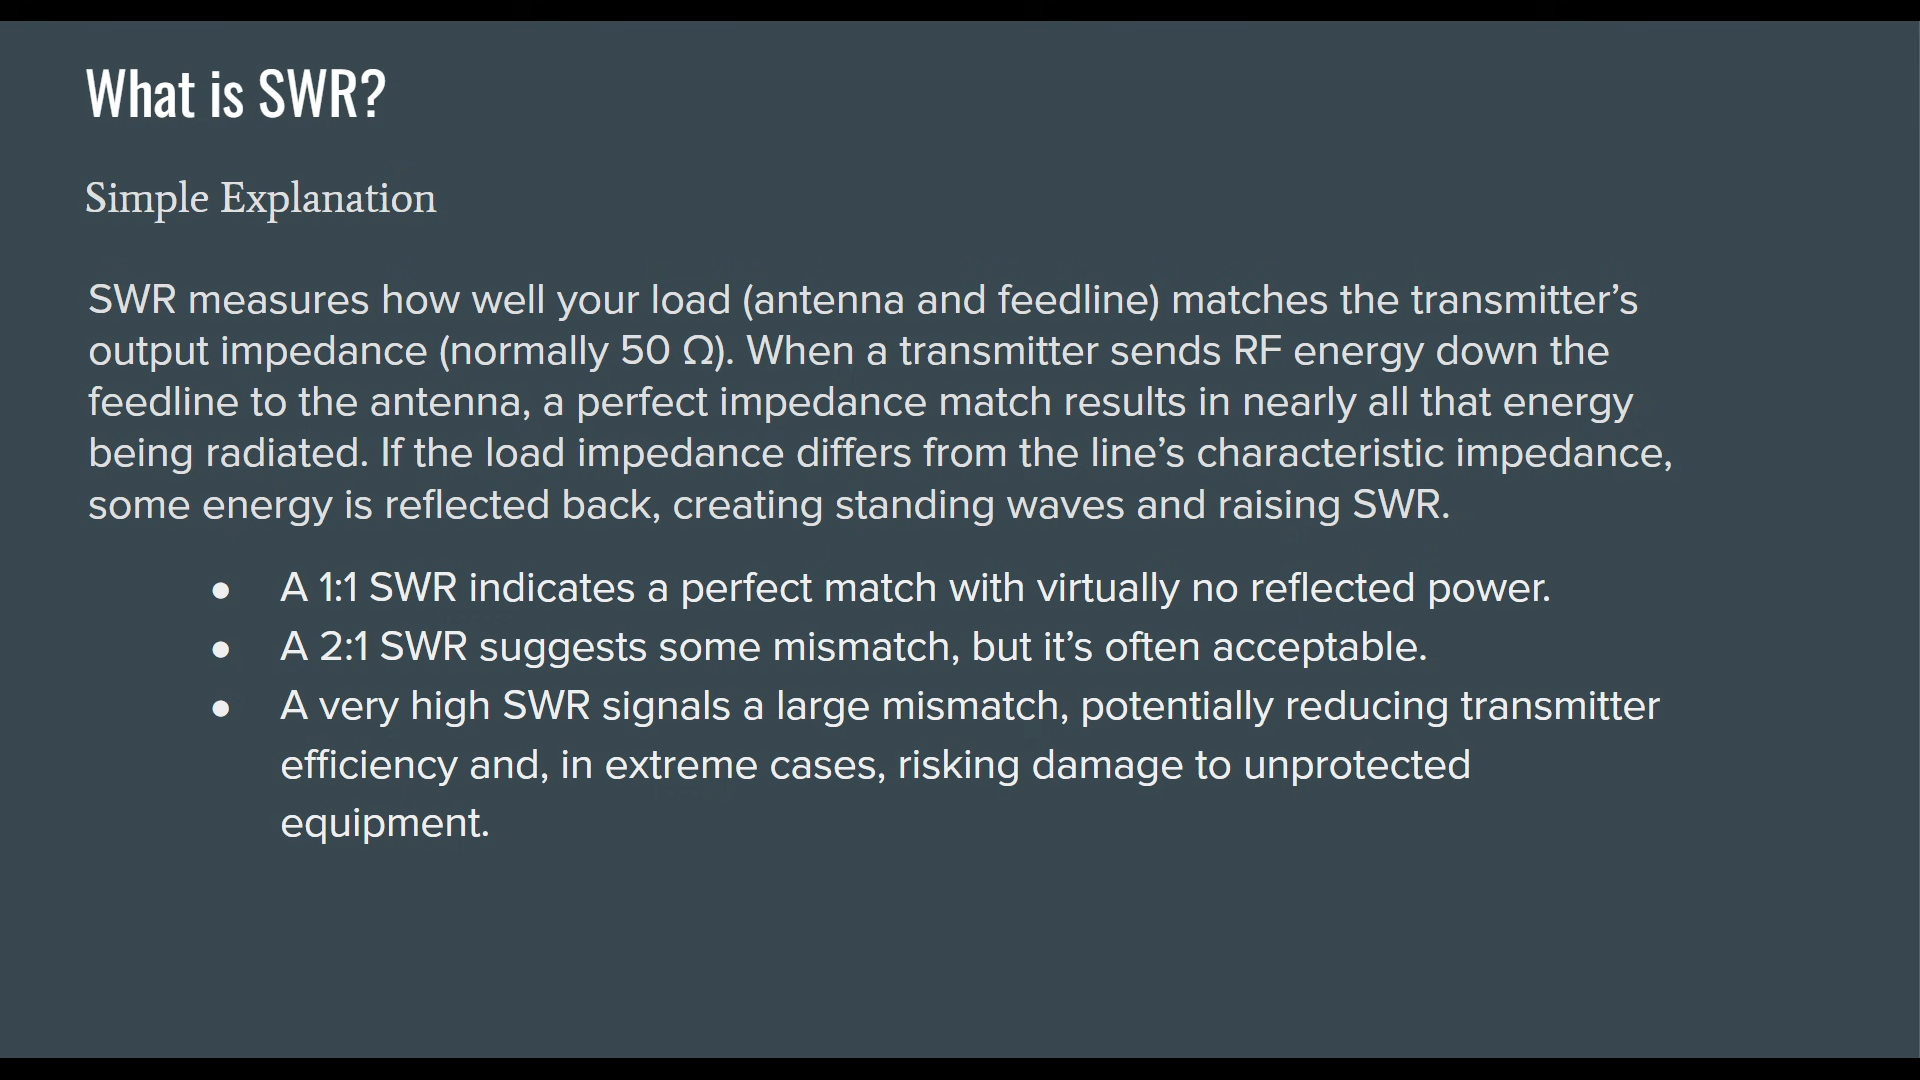 What is SWR?
Simple Explanation
SWR measures how well your load (antenna and feedline) matches the transmitter’s
output impedance (normally 50 Ω). When a transmitter sends RF energy down the
feedline to the antenna, a perfect impedance match results in nearly all that energy
being radiated. If the load impedance differs from the line’s characteristic impedance,
some energy is reflected back, creating standing waves and raising SWR.
● A 1:1 SWR indicates a perfect match with virtually no reflected power.
● A 2:1 SWR suggests some mismatch, but it’s often acceptable.
● A very high SWR signals a large mismatch, potentially reducing transmitter
efficiency and, in extreme cases, risking damage to unprotected
equipment.